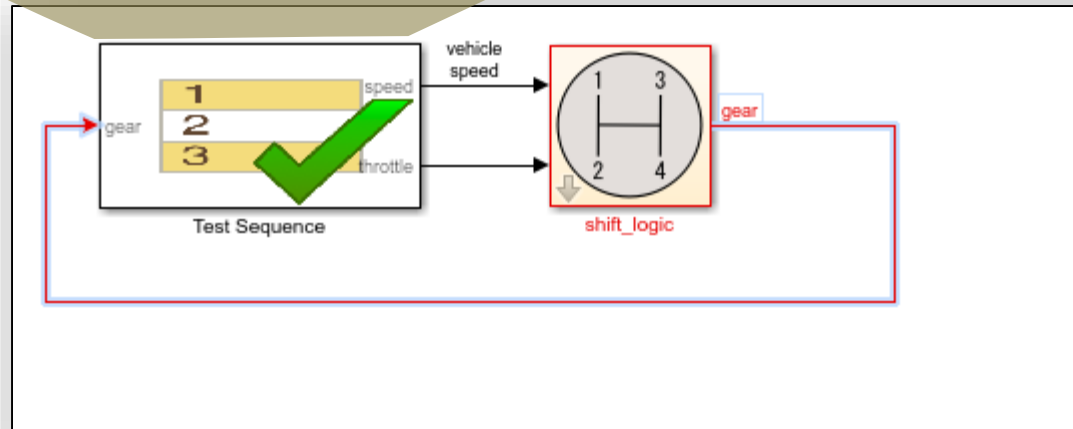 vehicle
speed
1
speed
gear
2
3
throttle
Test Sequence
1
3
2
4
gear
shift_logic